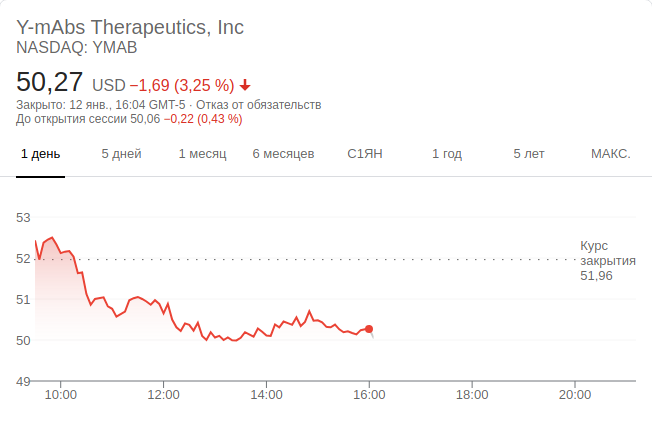 Y-mAbs Therapeutics, Inc
NASDAQ: YMAB
50,27 USD −1,69 (3,25 %)
Закрыто: 12 янв., 16:04 GMT-5 · Отказ от обязательств
До открытия сессии 50,06 −0,22 (0,43 %)
1 день 5 дней 1 месяц 6 месяцев С1ЯН 1 год 5 лет МАКС.
53
52
51
50
49
Курс
закрытия
51,96
10:00 12:00 14:00 16:00 18:00 20:00